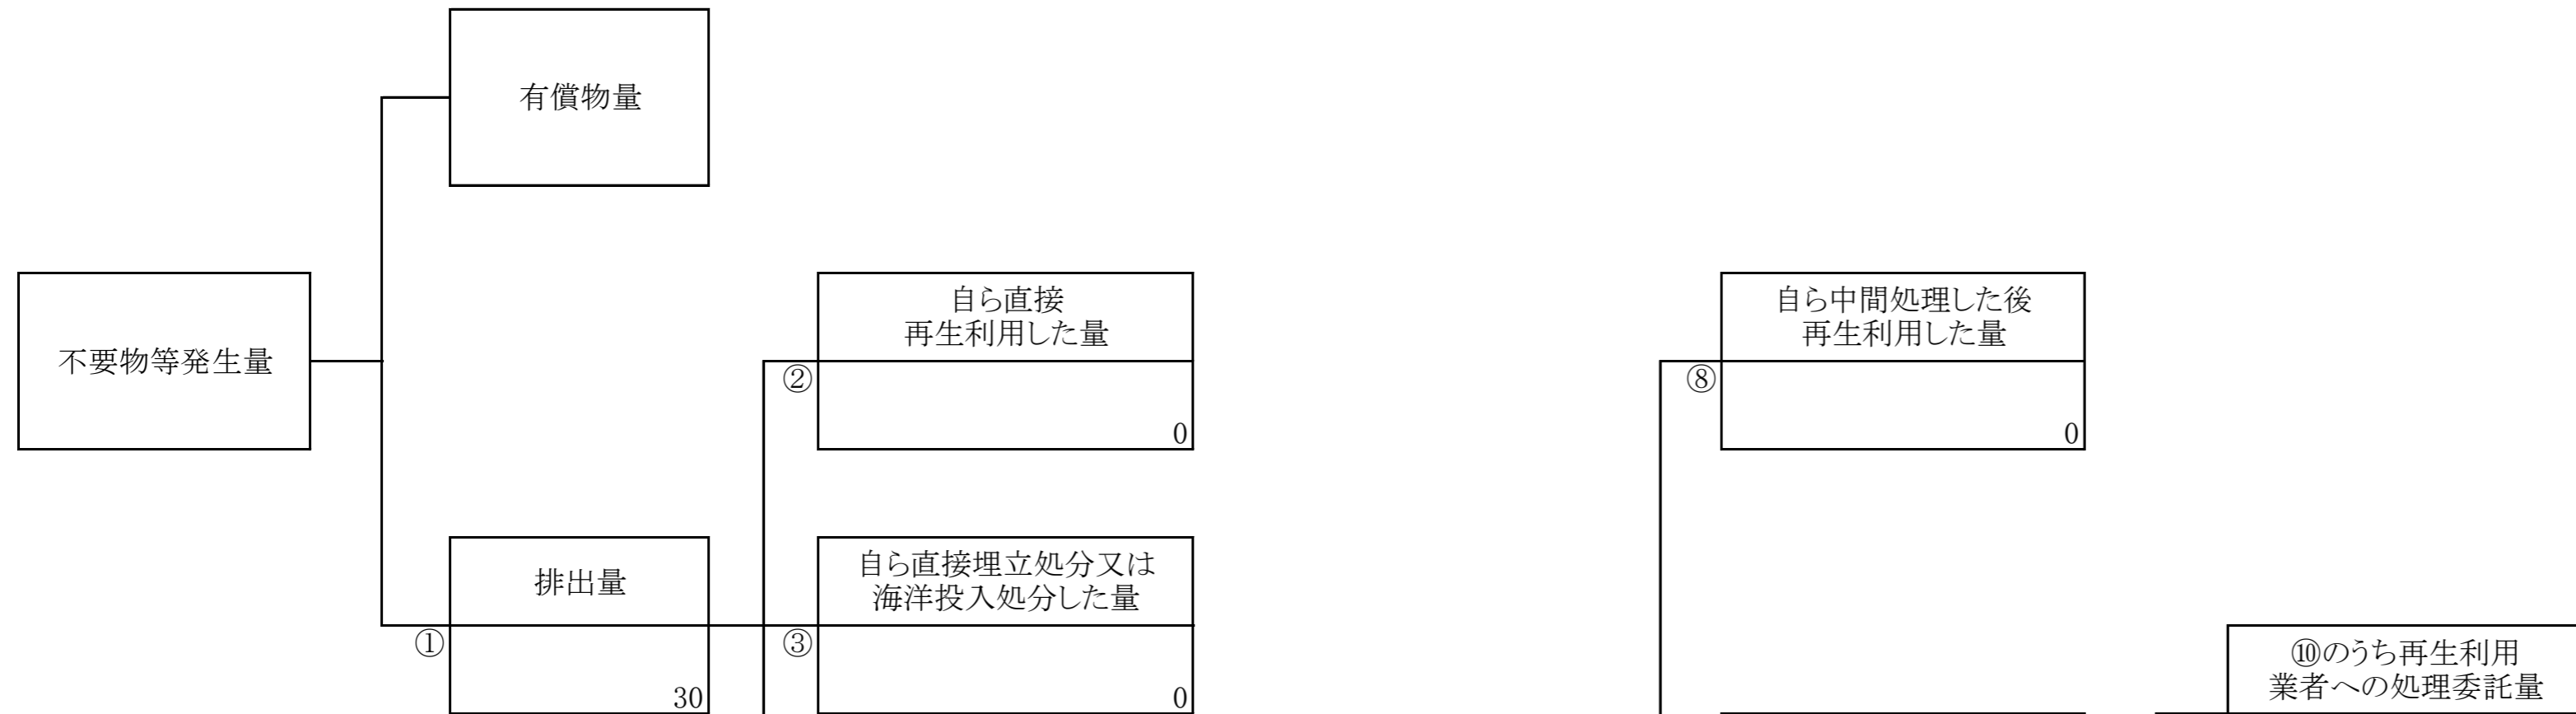 有償物量
不要物等発生量
自ら直接
再生利用した量
②
0
自ら中間処理した後
再生利用した量
⑧
0
排出量
①
30
自ら直接埋立処分又は
海洋投入処分した量
③
0
⑩のうち再生利用
業者への処理委託量